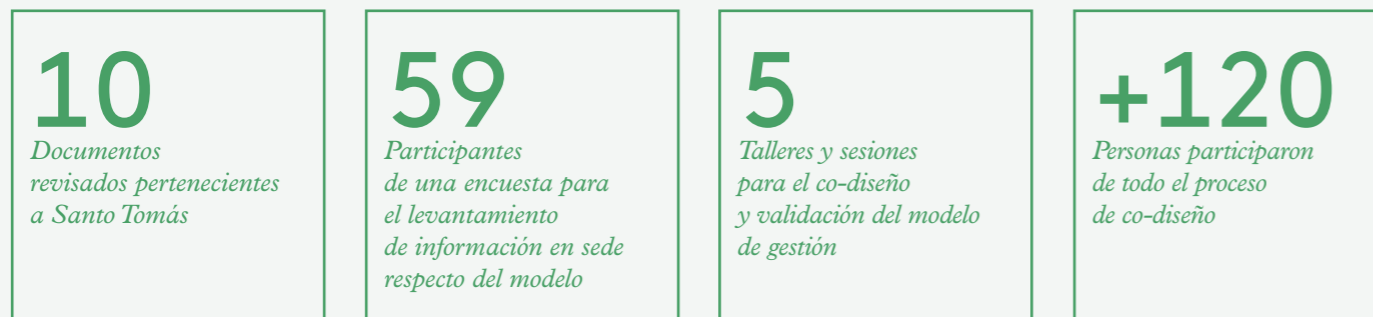 10
Documentos
revisados pertenecientes
a Santo Tomás
59
Participantes
de una encuesta para
el levantamiento
de información en sede
respecto del modelo
5
Talleres y sesiones
para el co-diseño
y validación del modelo
de gestión
+120
Personas participaron
de todo el proceso
de co-diseño